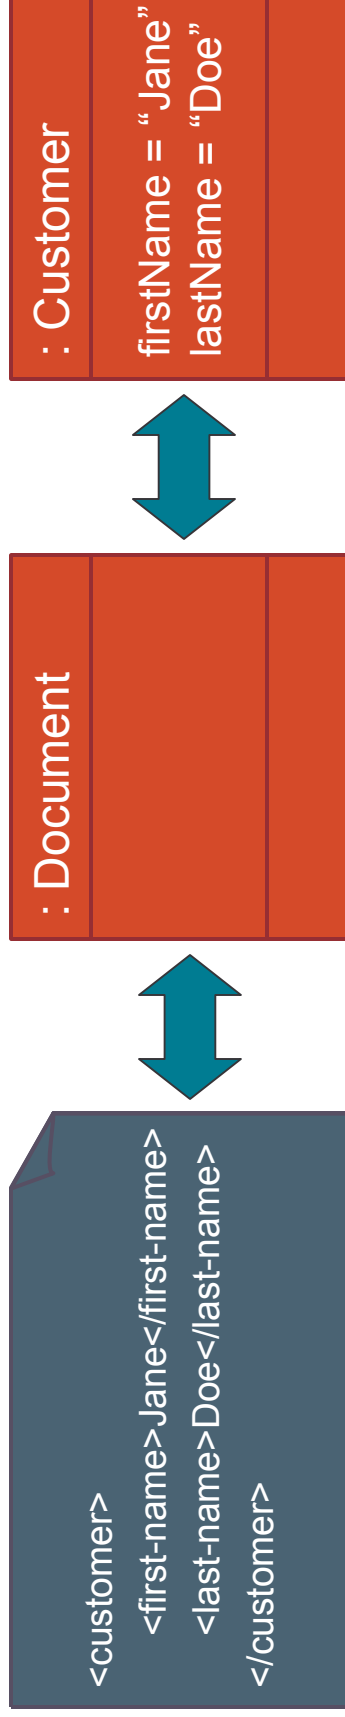 <customer>
<first-name>Jane</first-name>
<last-name>Doe</last-name>
</customer>
: Document
: Customer
firstName = “Jane”
lastName = “Doe”